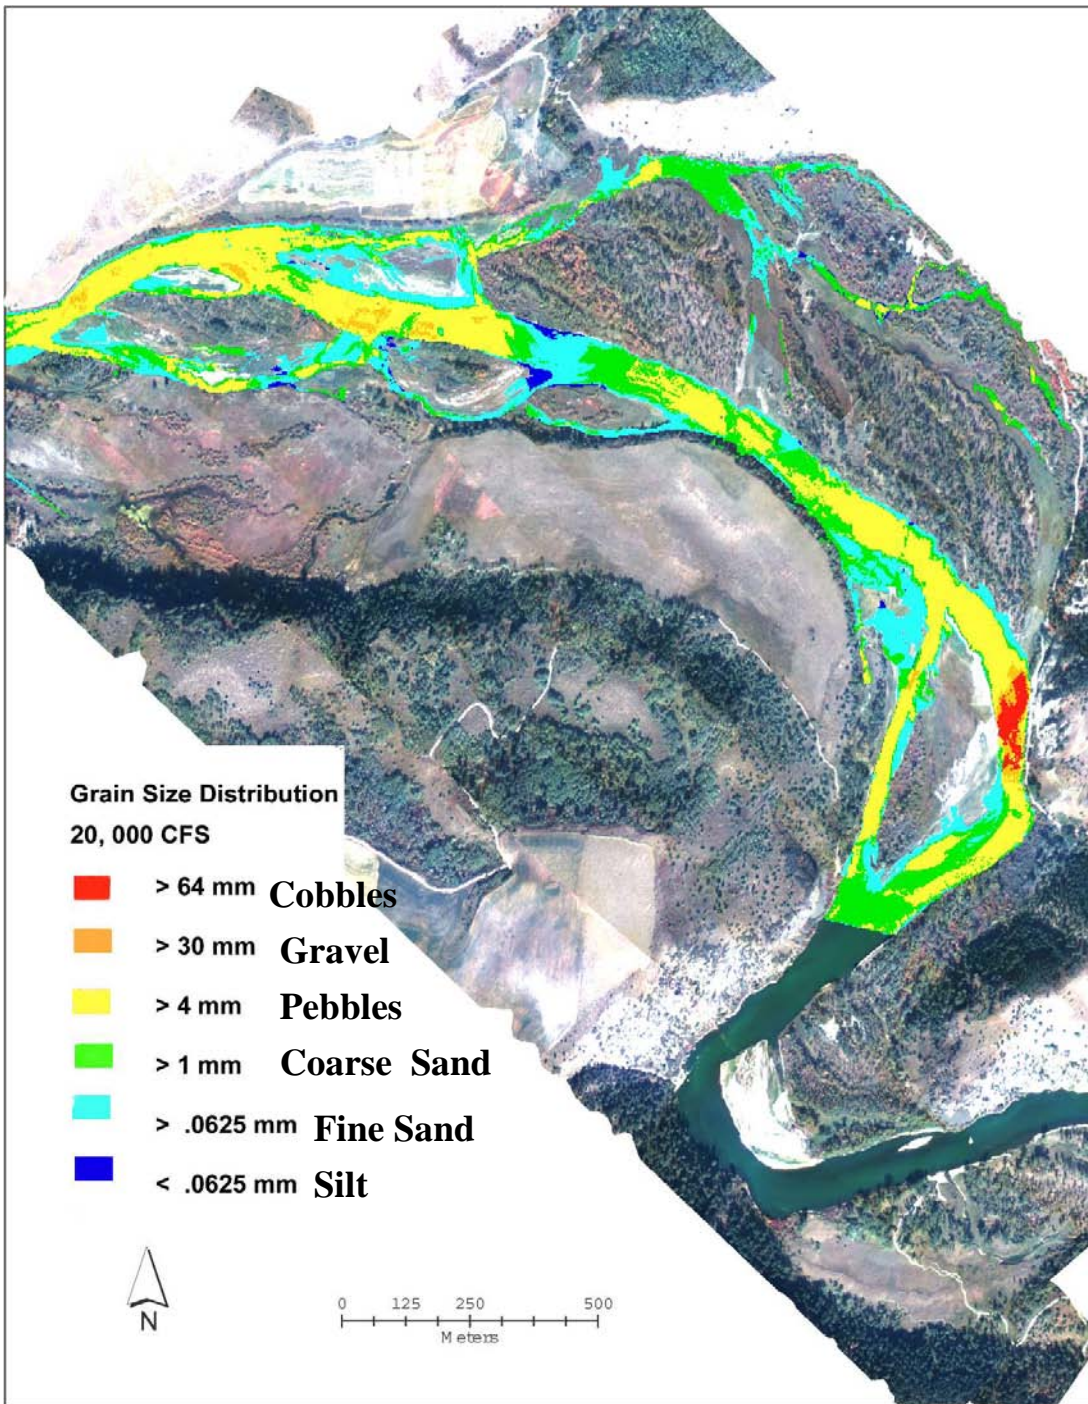 Grain Size Distribution
20, 000 CFS
> 64 mm Cobbles
> 30 mm Gravel
> 4 mm Pebbles
> 1 mm Coarse Sand
> .0625 mm Fine Sand
< .0625 mm Silt
N
0 125 250 500
Meters